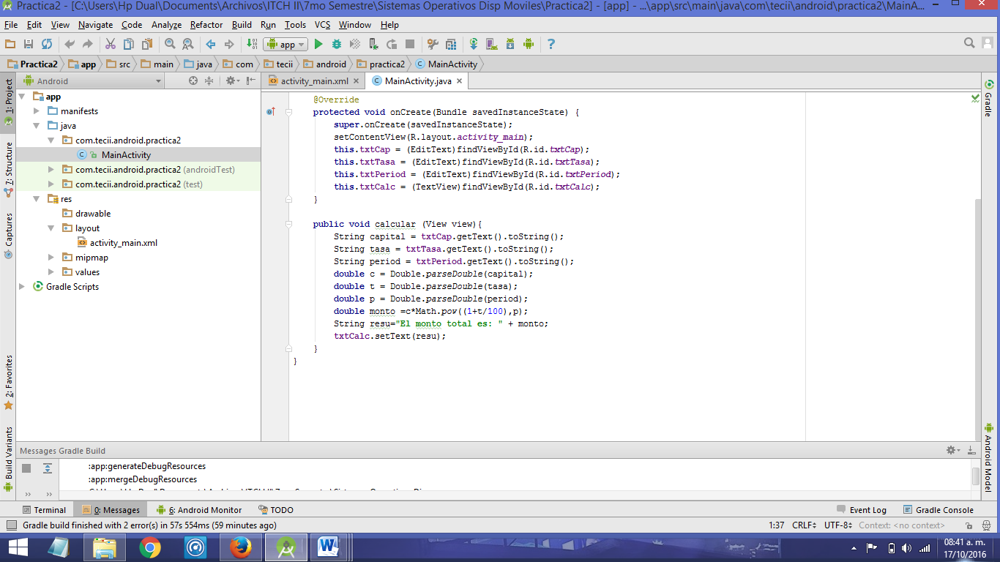 Practica2 - [C:\Users\Hp Dual\Documents\Archivos\ITCH II\7mo Semestre\Sistemas Operativos Disp Moviles\Practica2] - [app] - ...\app\src\main\java\com\tecii\android\practica2\MainA...
File Edit View Navigate Code Analyze Refactor Build Run Tools VCS Window Help
app
Practica2 app src main java com tecii android practica2 MainActivity
1: Project
7: Structure
Captures
2: Favorites
Build Variants
Android
app
manifests
java
com.tecii.android.practica2
MainActivity
com.tecii.android.practica2 (androidTest)
com.tecii.android.practica2 (test)
res
drawable
layout
activity_main.xml
mipmap
values
Gradle Scripts
activity_main.xml MainActivity.java
@Override
protected void onCreate(Bundle savedInstanceState) {
super.onCreate(savedInstanceState);
setContentView(R.layout.activity_main);
this.txtCap = (EditText)findViewById(R.id.txtCap);
this.txtTasa = (EditText)findViewById(R.id.txtTasa);
this.txtPeriod = (EditText)findViewById(R.id.txtPeriod);
this.txtCalc = (TextView)findViewById(R.id.txtCalc);
}
public void calcular (View view){
String capital = txtCap.getText().toString();
String tasa = txtTasa.getText().toString();
String period = txtPeriod.getText().toString();
double c = Double.parseDouble(capital);
double t = Double.parseDouble(tasa);
double p = Double.parseDouble(period);
double monto =c*Math.pow((1+t/100),p);
String resu="El monto total es: " + monto;
txtCalc.setText(resu);
}
}
Gradle
Android Model
Messages Gradle Build
:app:generateDebugResources
:app:mergeDebugResources
Terminal 0: Messages 6: Android Monitor TODO Event Log Gradle Console
Gradle build finished with 2 error(s) in 57s 554ms (59 minutes ago) 1:37 CRLF UTF-8 Context: <no context>
08:41 a. m.
17/10/2016